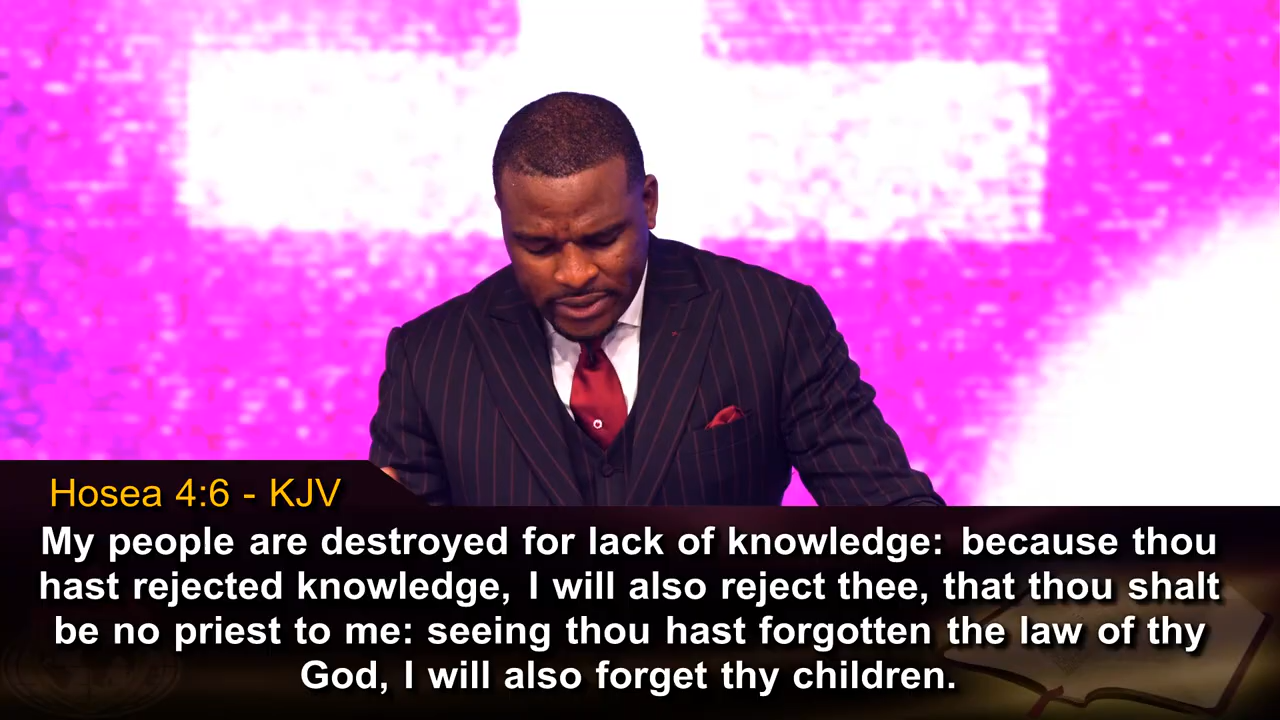 Hosea 4:6 - KJV
My people are destroyed for lack of knowledge: because thou
hast rejected knowledge, I will also reject thee, that thou shalt
be no priest to me: seeing thou hast forgotten the law of thy
God, I will also forget thy children.